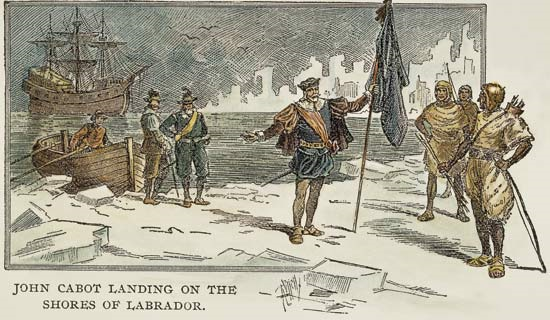 JOHN CABOT LANDING ON THE
SHORES OF LABRADOR.